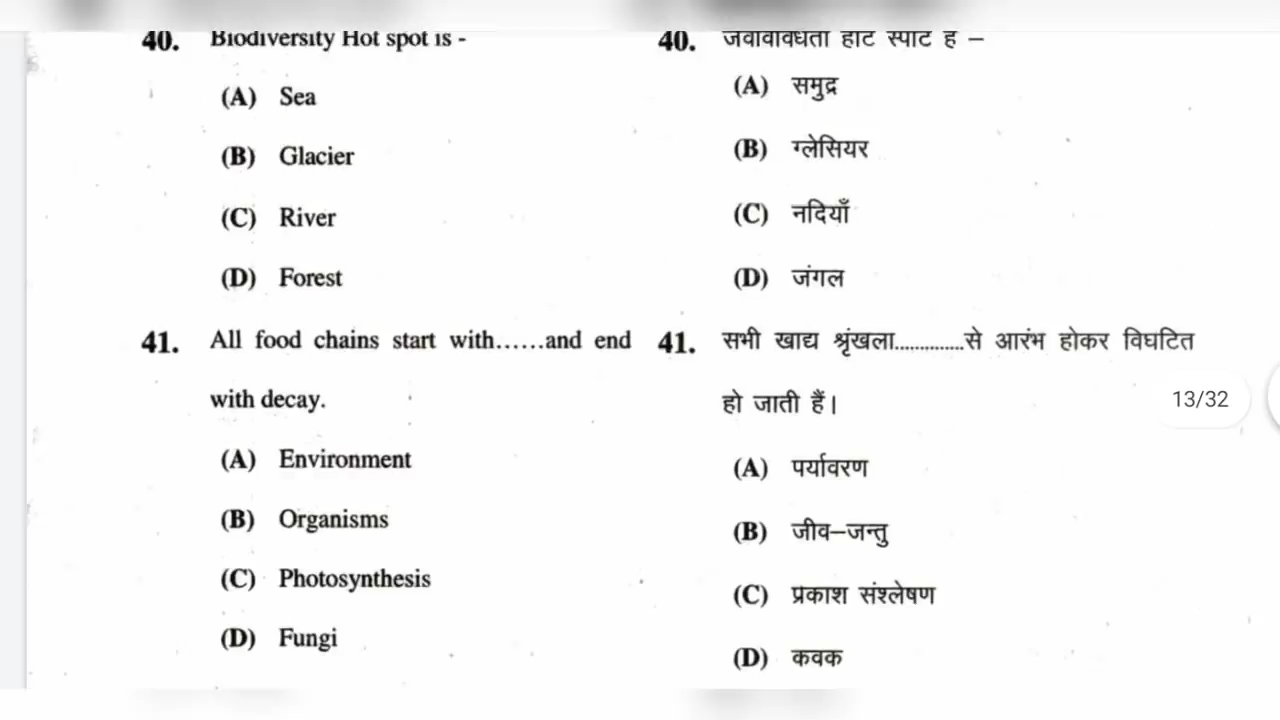 40. Biodiversity Hot spot is -
(A) Sea
(B) Glacier
(C) River
(D) Forest
41. All food chains start with......and end
with decay.
(A) Environment
(B) Organisms
(C) Photosynthesis
(D) Fungi
40. जैवविविधता हॉट स्पॉट है –
(A) समुद्र
(B) ग्लेसियर
(C) नदियाँ
(D) जंगल
41. सभी खाद्य श्रृंखला..............से आरंभ होकर विघटित
हो जाती हैं।
(A) पर्यावरण
(B) जीव–जन्तु
(C) प्रकाश संश्लेषण
(D) कवक
13/32